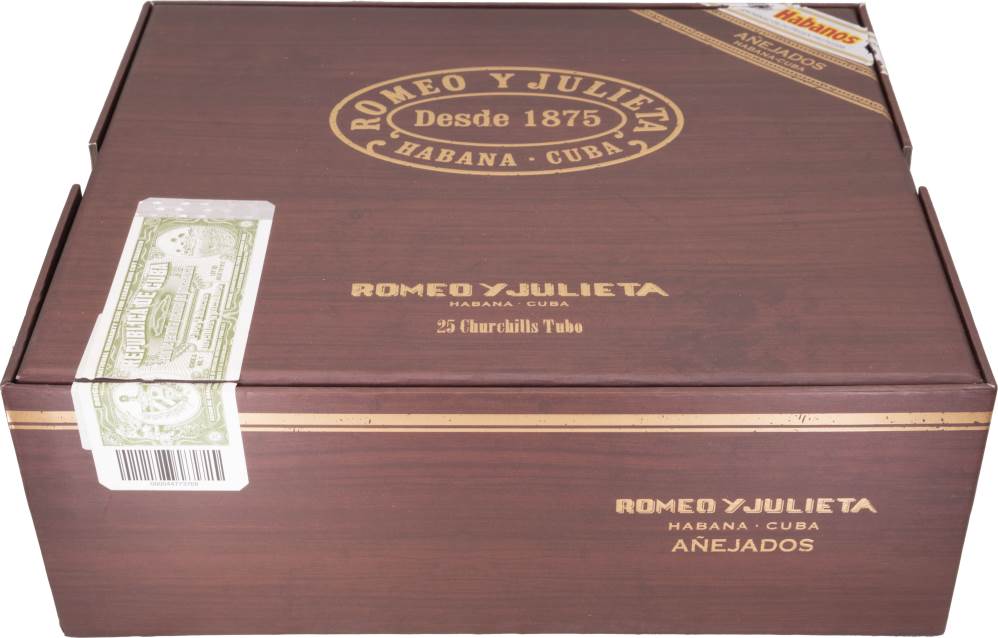 Habanos
AÑEJADOS
HABANA-CUBA
ROMEO Y JULIETA
Desde 1875
HABANA · CUBA
REPUBLICA DE CUBA
ROMEO Y JULIETA
HABANA · CUBA
25 Churchills Tubo
ROMEO Y JULIETA
HABANA · CUBA
AÑEJADOS